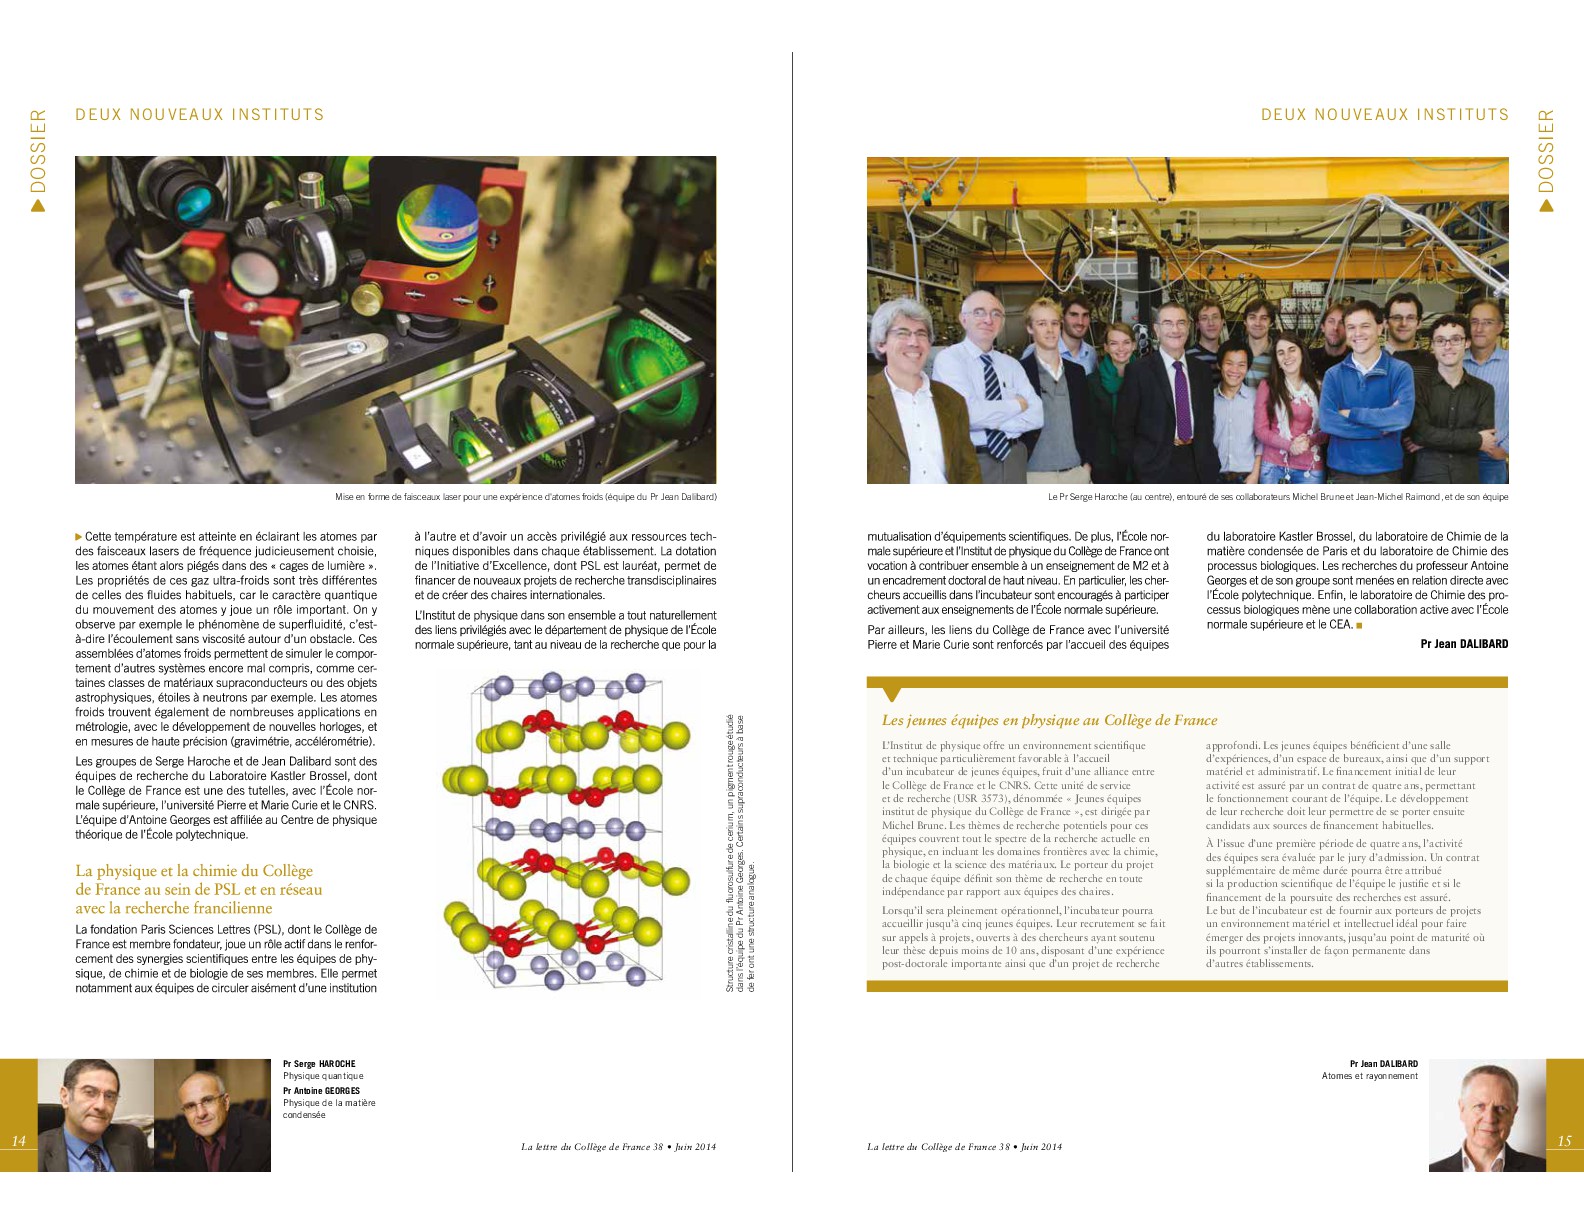 DEUX NOUVEAUX INSTITUTS
▶ DOSSIER
Mise en forme de faisceaux laser pour une expérience d'atomes froids (équipe du Pr Jean Dalibard)
▶ Cette température est atteinte en éclairant les atomes par
des faisceaux lasers de fréquence judicieusement choisie,
les atomes étant alors piégés dans des « cages de lumière ».
Les propriétés de ces gaz ultra-froids sont très différentes
de celles des fluides habituels, car le caractère quantique
du mouvement des atomes y joue un rôle important. On y
observe par exemple le phénomène de superfluidité, c'est-
à-dire l'écoulement sans viscosité autour d'un obstacle. Ces
assemblées d'atomes froids permettent de simuler le compor-
tement d'autres systèmes encore mal compris, comme cer-
taines classes de matériaux supraconducteurs ou des objets
astrophysiques, étoiles à neutrons par exemple. Les atomes
froids trouvent également de nombreuses applications en
métrologie, avec le développement de nouvelles horloges, et
en mesures de haute précision (gravimétrie, accélérométrie).
Les groupes de Serge Haroche et de Jean Dalibard sont des
équipes de recherche du Laboratoire Kastler Brossel, dont
le Collège de France est une des tutelles, avec l'École nor-
male supérieure, l'université Pierre et Marie Curie et le CNRS.
L'équipe d'Antoine Georges est affiliée au Centre de physique
théorique de l'École polytechnique.
La physique et la chimie du Collège
de France au sein de PSL et en réseau
avec la recherche francilienne
La fondation Paris Sciences Lettres (PSL), dont le Collège de
France est membre fondateur, joue un rôle actif dans le renfor-
cement des synergies scientifiques entre les équipes de phy-
sique, de chimie et de biologie de ses membres. Elle permet
notamment aux équipes de circuler aisément d'une institution
à l'autre et d'avoir un accès privilégié aux ressources tech-
niques disponibles dans chaque établissement. La dotation
de l'Initiative d'Excellence, dont PSL est lauréat, permet de
financer de nouveaux projets de recherche transdisciplinaires
et de créer des chaires internationales.
L'Institut de physique dans son ensemble a tout naturellement
des liens privilégiés avec le département de physique de l'École
normale supérieure, tant au niveau de la recherche que pour la
Structure cristalline du fluorosulfure de cerium, un pigment rouge étudié
dans l'équipe du Pr Antoine Georges. Certains supraconducteurs à base
de fer ont une structure analogue.
Pr Serge HAROCHE
Physique quantique
Pr Antoine GEORGES
Physique de la matière
condensée
14
La lettre du Collège de France 38 • Juin 2014
DEUX NOUVEAUX INSTITUTS
▶ DOSSIER
Le Pr Serge Haroche (au centre), entouré de ses collaborateurs Michel Brune et Jean-Michel Raimond, et de son équipe
mutualisation d'équipements scientifiques. De plus, l'École nor-
male supérieure et l'Institut de physique du Collège de France ont
vocation à contribuer ensemble à un enseignement de M2 et à
un encadrement doctoral de haut niveau. En particulier, les cher-
cheurs accueillis dans l'incubateur sont encouragés à participer
activement aux enseignements de l'École normale supérieure.
Par ailleurs, les liens du Collège de France avec l'université
Pierre et Marie Curie sont renforcés par l'accueil des équipes
du laboratoire Kastler Brossel, du laboratoire de Chimie de la
matière condensée de Paris et du laboratoire de Chimie des
processus biologiques. Les recherches du professeur Antoine
Georges et de son groupe sont menées en relation directe avec
l'École polytechnique. Enfin, le laboratoire de Chimie des pro-
cessus biologiques mène une collaboration active avec l'École
normale supérieure et le CEA. ■
Pr Jean DALIBARD
Les jeunes équipes en physique au Collège de France
L'Institut de physique offre un environnement scientifique
et technique particulièrement favorable à l'accueil
d'un incubateur de jeunes équipes, fruit d'une alliance entre
le Collège de France et le CNRS. Cette unité de service
et de recherche (USR 3573), dénommée « Jeunes équipes
institut de physique du Collège de France », est dirigée par
Michel Brune. Les thèmes de recherche potentiels pour ces
équipes couvrent tout le spectre de la recherche actuelle en
physique, en incluant les domaines frontières avec la chimie,
la biologie et la science des matériaux. Le porteur du projet
de chaque équipe définit son thème de recherche en toute
indépendance par rapport aux équipes des chaires.
Lorsqu'il sera pleinement opérationnel, l'incubateur pourra
accueillir jusqu'à cinq jeunes équipes. Leur recrutement se fait
sur appels à projets, ouverts à des chercheurs ayant soutenu
leur thèse depuis moins de 10 ans, disposant d'une expérience
post-doctorale importante ainsi que d'un projet de recherche
approfondi. Les jeunes équipes bénéficient d'une salle
d'expériences, d'un espace de bureaux, ainsi que d'un support
matériel et administratif. Le financement initial de leur
activité est assuré par un contrat de quatre ans, permettant
le fonctionnement courant de l'équipe. Le développement
de leur recherche doit leur permettre de se porter ensuite
candidats aux sources de financement habituelles.
À l'issue d'une première période de quatre ans, l'activité
des équipes sera évaluée par le jury d'admission. Un contrat
supplémentaire de même durée pourra être attribué
si la production scientifique de l'équipe le justifie et si le
financement de la poursuite des recherches est assuré.
Le but de l'incubateur est de fournir aux porteurs de projets
un environnement matériel et intellectuel idéal pour faire
émerger des projets innovants, jusqu'au point de maturité où
ils pourront s'installer de façon permanente dans
d'autres établissements.
Pr Jean DALIBARD
Atomes et rayonnement
La lettre du Collège de France 38 • Juin 2014
15